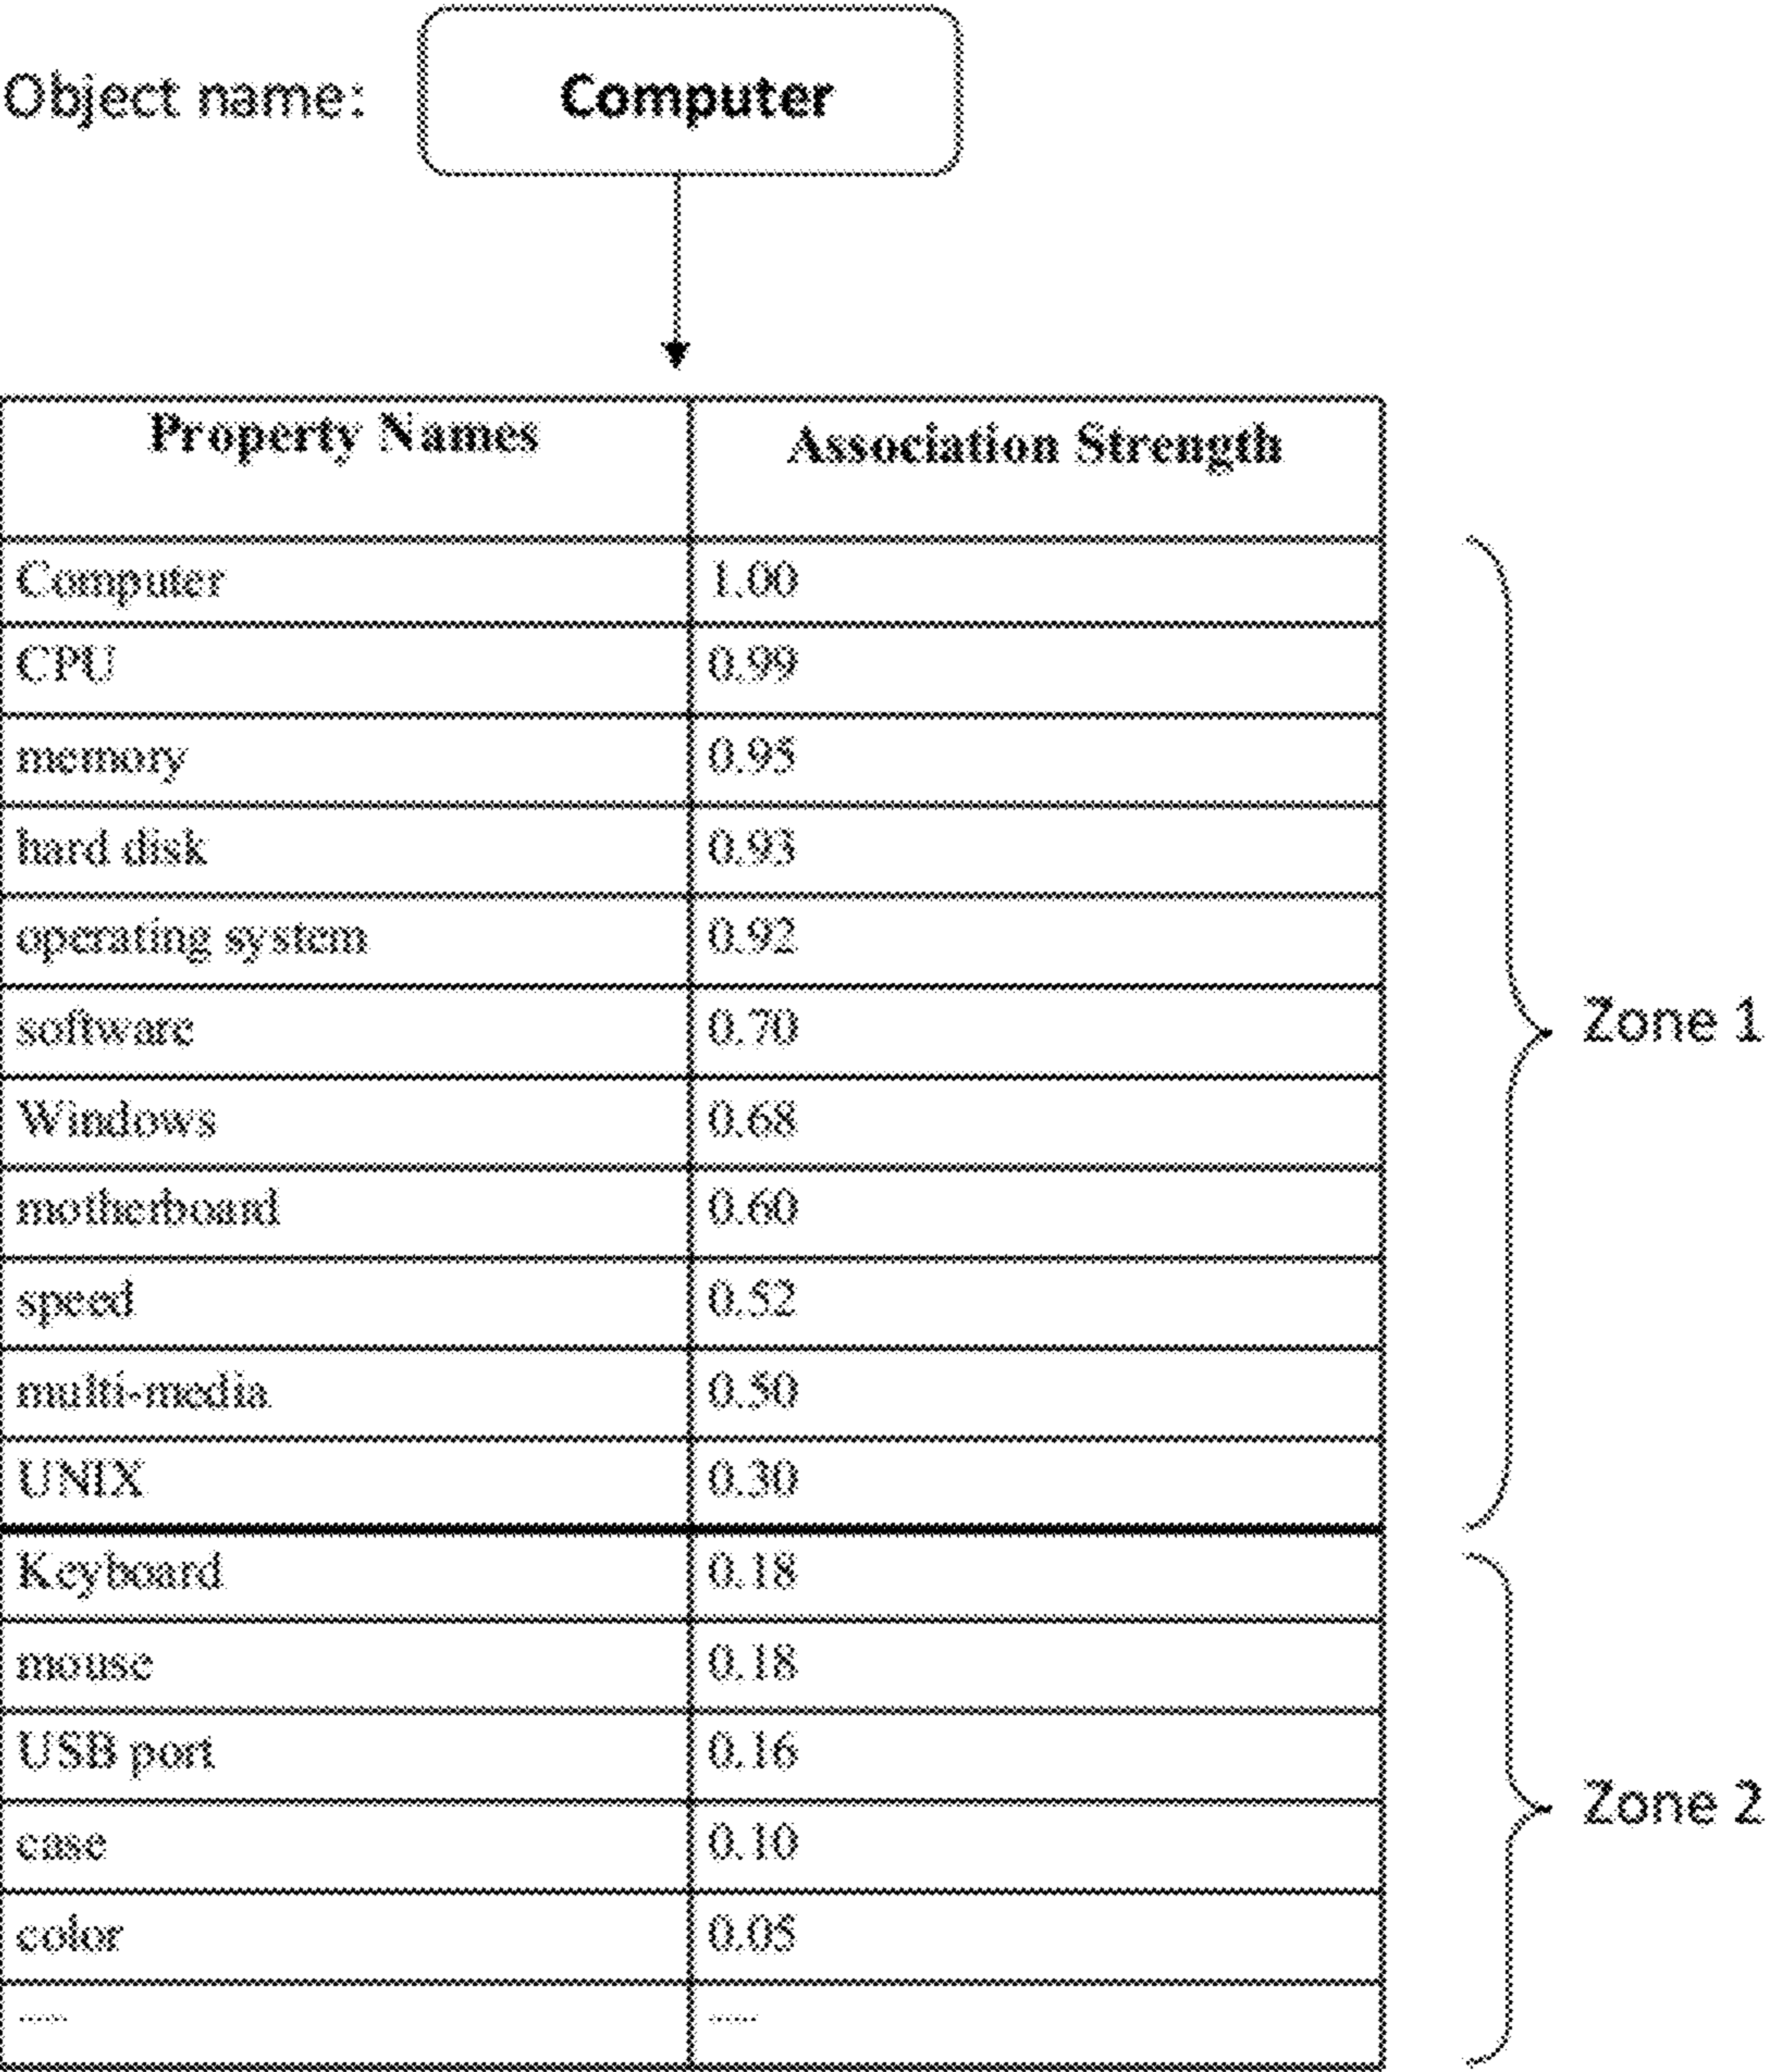 Object name: Computer
Property Names Association Strength
Computer 1.00
CPU 0.99
memory 0.95
hard disk 0.93
operating system 0.92
software 0.70
Windows 0.68
motherboard 0.60
speed 0.52
multi-media 0.50
UNIX 0.30
Zone 1
Keyboard 0.18
mouse 0.18
USB port 0.16
case 0.10
color 0.05
..... .....
Zone 2